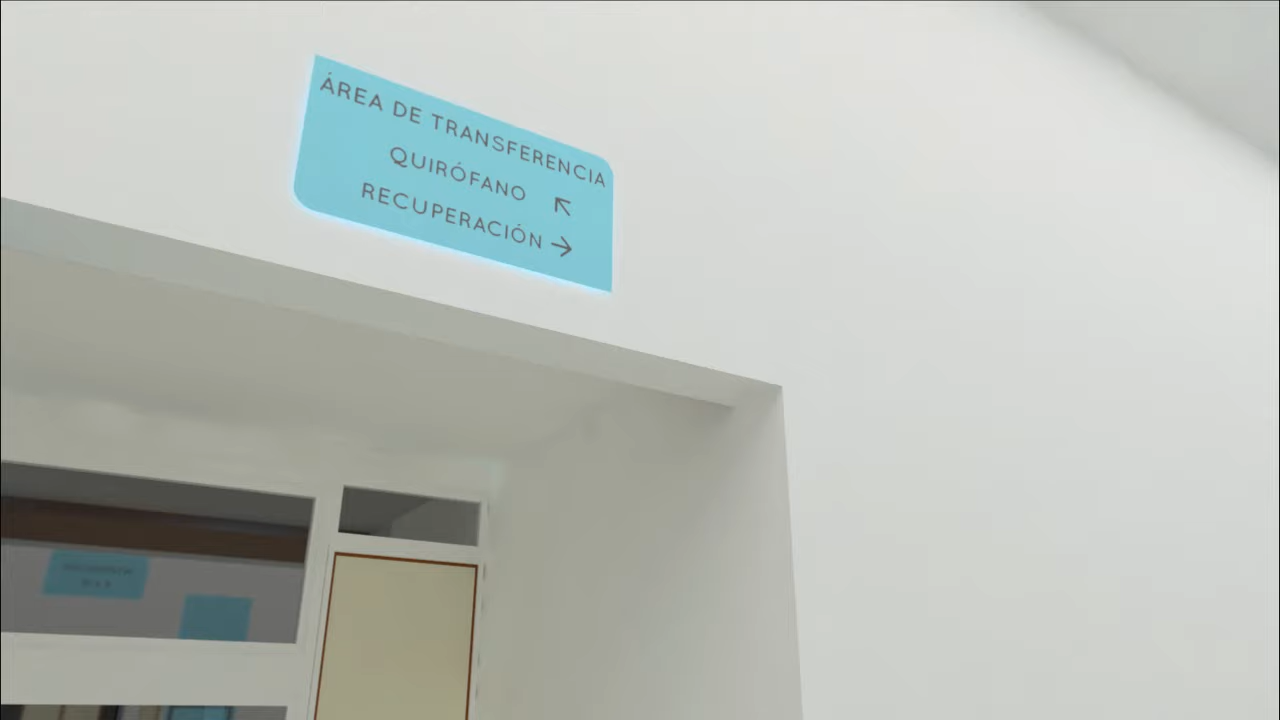 ÁREA DE TRANSFERENCIA
QUIRÓFANO ↖
RECUPERACIÓN →